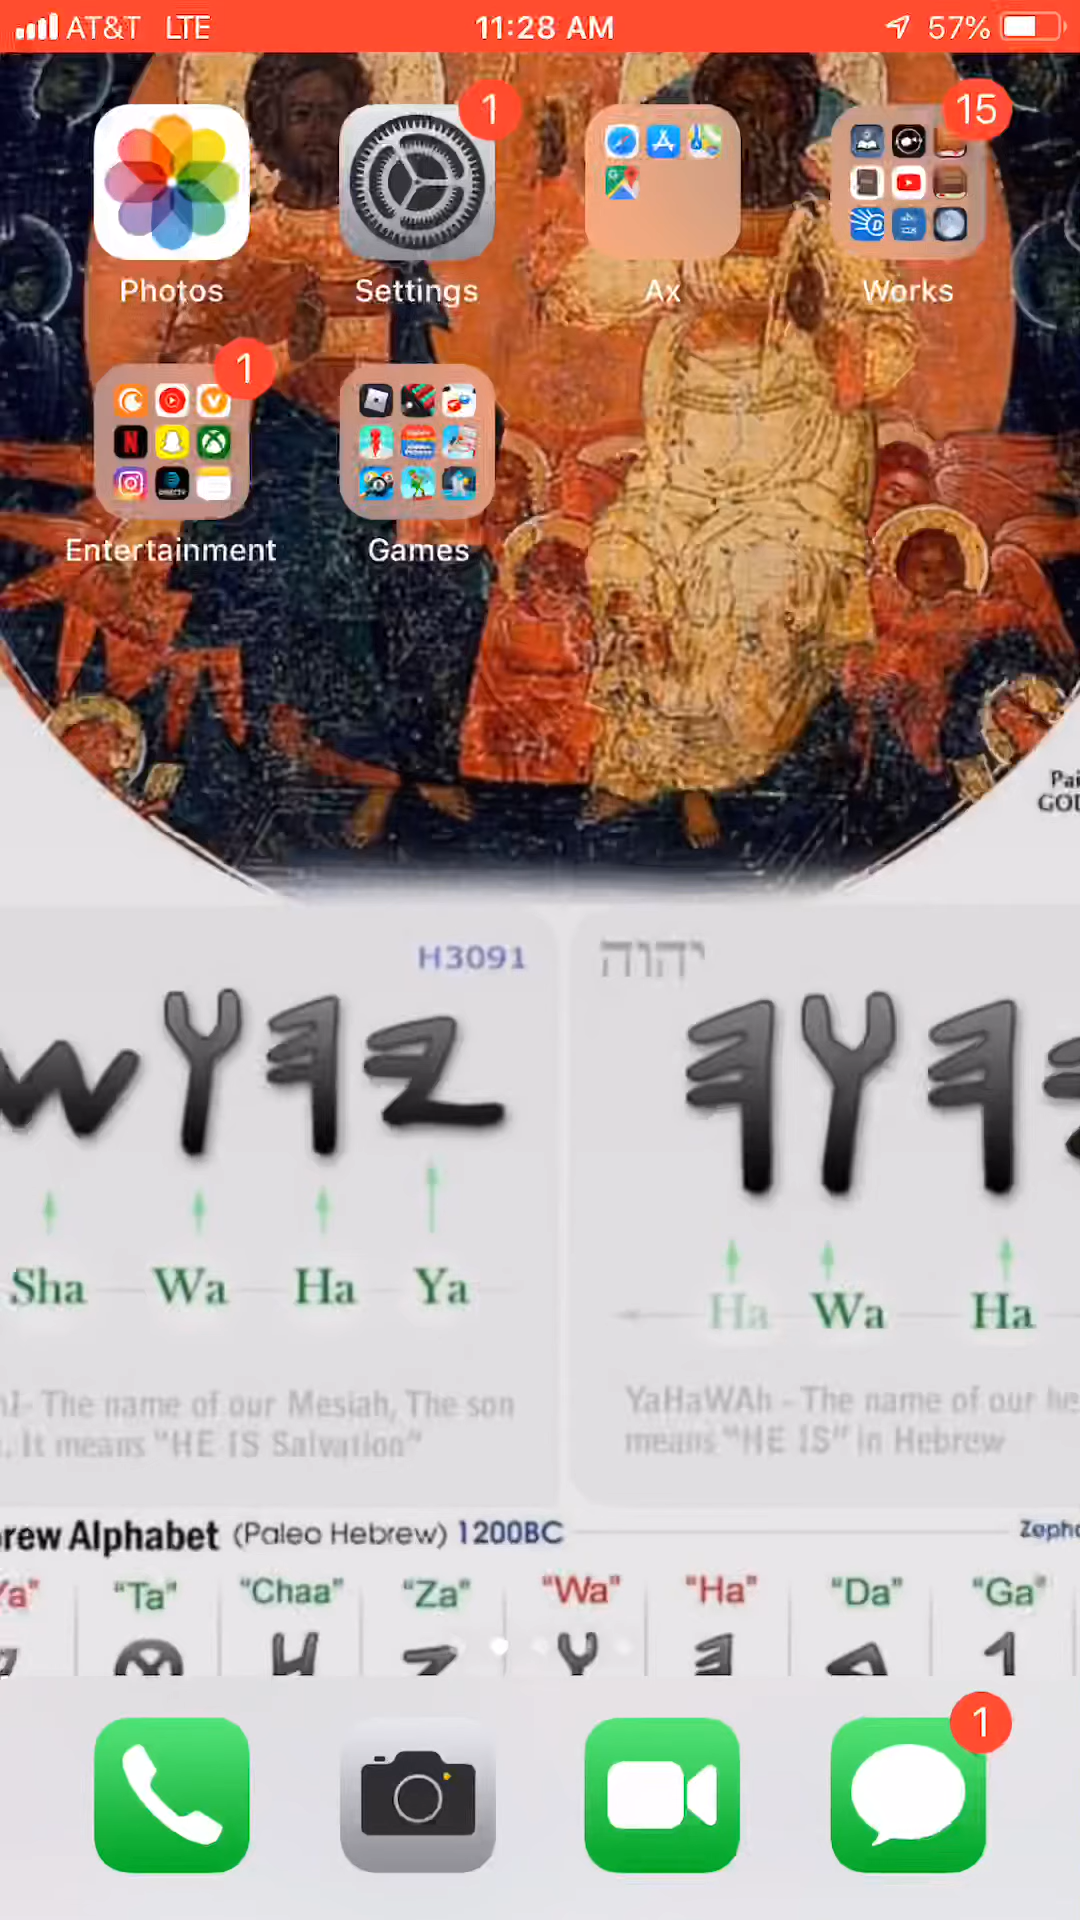 AT&T LTE 11:28 AM 57%
1
15
Photos Settings Ax Works
1
Entertainment Games
GOD
H3091
יהוה
𐤉𐤄𐤅𐤔
𐤄𐤅𐤄
Sha Wa Ha Ya
Ha Wa Ha
The name of our Mesiah, The son
It means "HE IS Salvation"
YaHaWAh - The name of our
means "HE IS" in Hebrew
Alphabet (Paleo Hebrew) 1200BC
"Ta" "Chaa" "Za" "Wa" "Ha" "Da" "Ga"
1